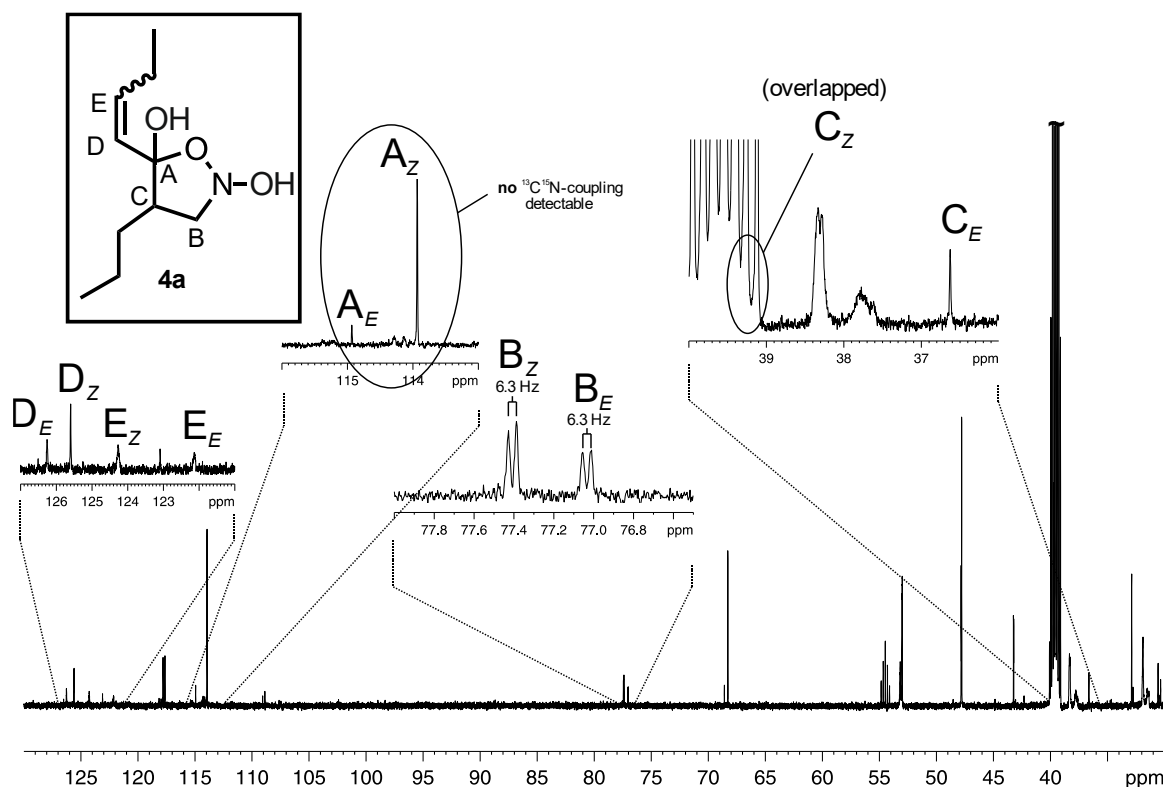 E
OH
D
O
A
C
N-OH
B
4a
A_Z
A_E
115
114
ppm
no ¹³C¹⁵N-coupling
detectable
(overlapped)
C_Z
C_E
39
38
37
ppm
D_E
D_Z
E_Z
E_E
126
125
124
123
ppm
B_Z
6.3 Hz
B_E
6.3 Hz
77.8
77.6
77.4
77.2
77.0
76.8
ppm
125
120
115
110
105
100
95
90
85
80
75
70
65
60
55
50
45
40
ppm